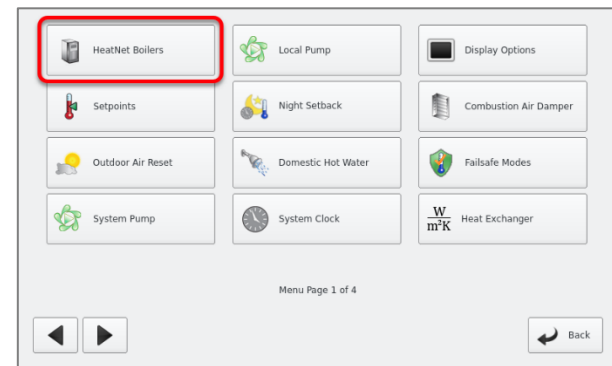 HeatNet Boilers
Local Pump
Display Options
Setpoints
Night Setback
Combustion Air Damper
Outdoor Air Reset
Domestic Hot Water
Failsafe Modes
System Pump
System Clock
W
m²K
Heat Exchanger
Menu Page 1 of 4
Back